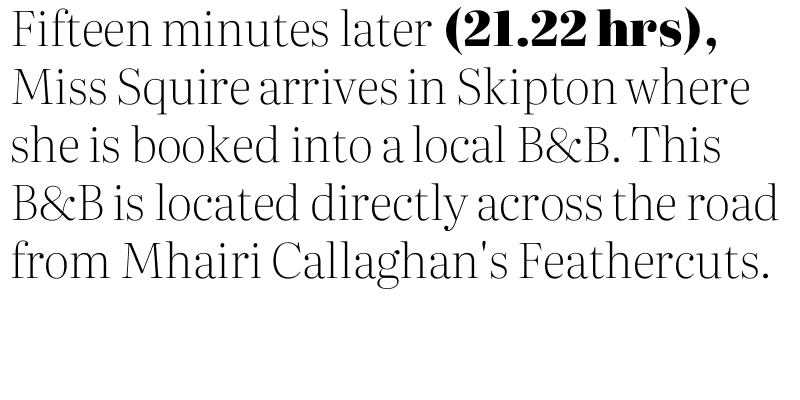 Fifteen minutes later (21.22 hrs),
Miss Squire arrives in Skipton where
she is booked into a local B&B. This
B&B is located directly across the road
from Mhairi Callaghan's Feathercuts.